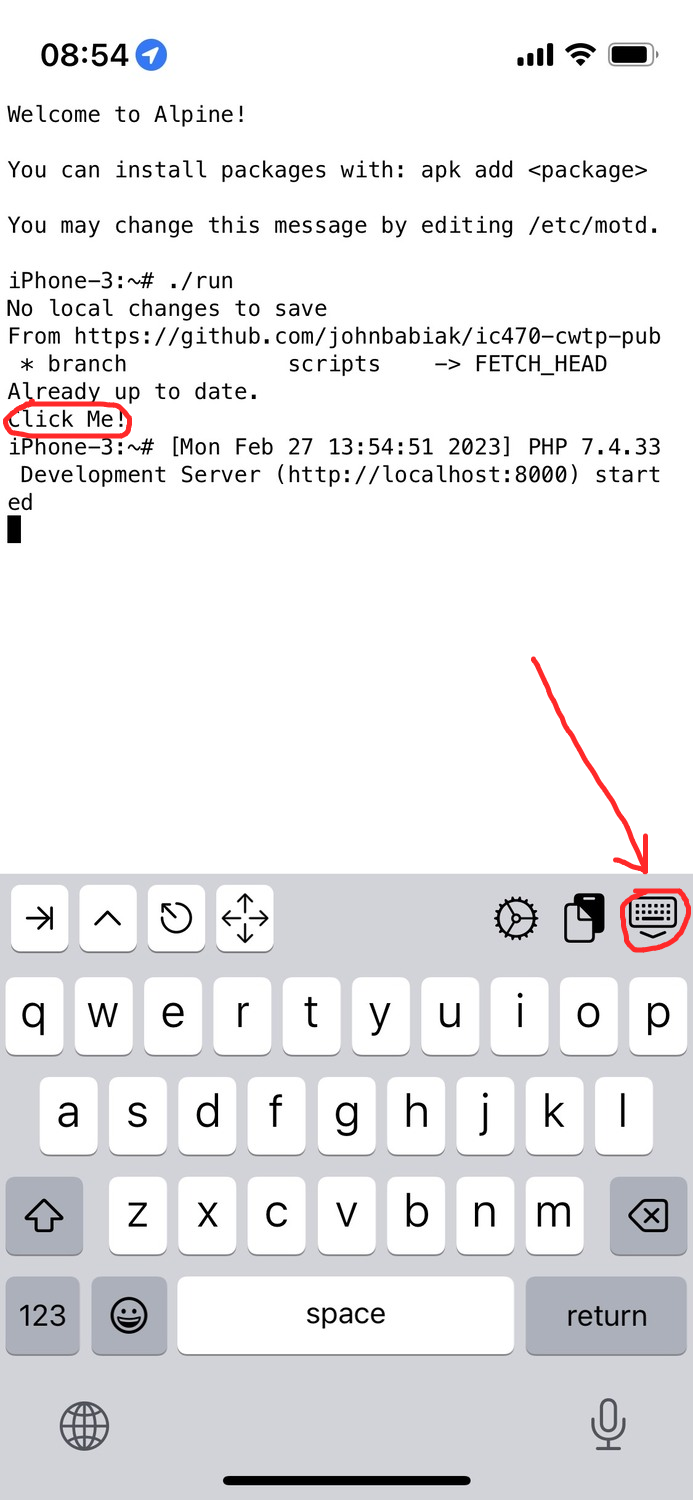 08:54
Welcome to Alpine!
You can install packages with: apk add <package>
You may change this message by editing /etc/motd.
iPhone-3:~# ./run
No local changes to save
From https://github.com/johnbabiak/ic470-cwtp-pub
 * branch            scripts    -> FETCH_HEAD
Already up to date.
Click Me!
iPhone-3:~# [Mon Feb 27 13:54:51 2023] PHP 7.4.33
 Development Server (http://localhost:8000) start
ed
q w e r t y u i o p
a s d f g h j k l
z x c v b n m
123 space return